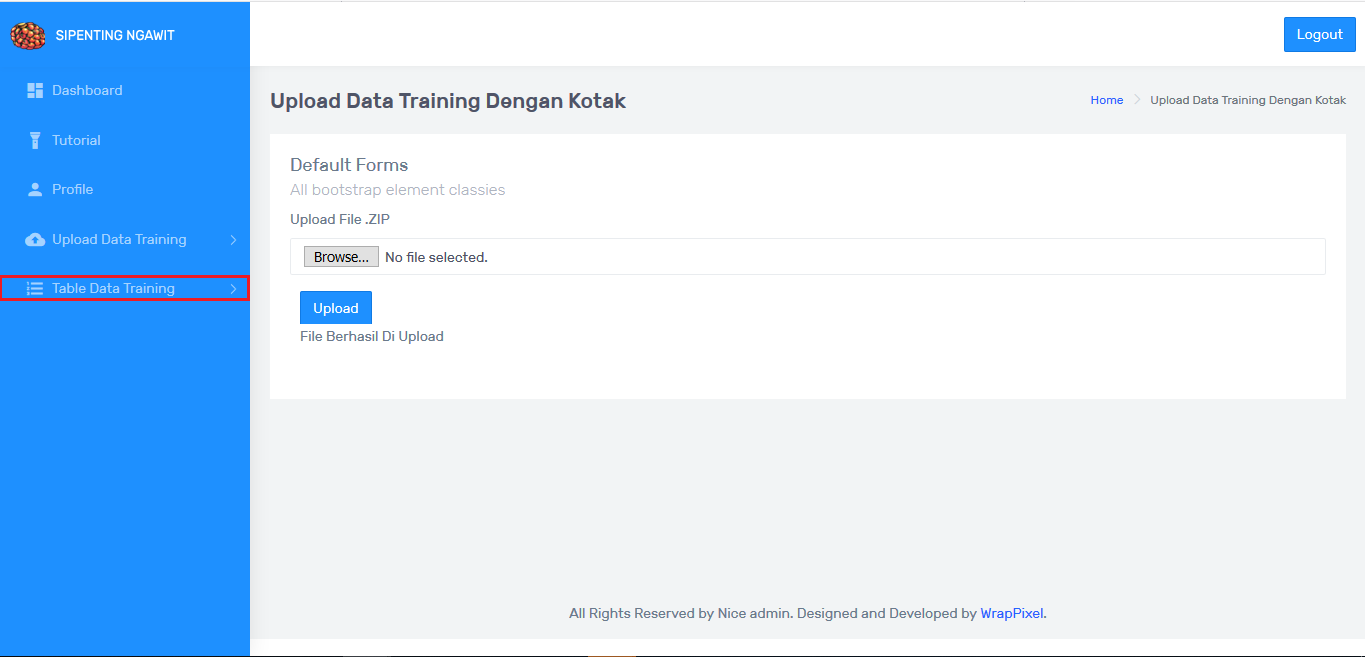 SIPENTING NGAWIT
Logout
Dashboard
Tutorial
Profile
Upload Data Training
Table Data Training
Upload Data Training Dengan Kotak
Home
Upload Data Training Dengan Kotak
Default Forms
All bootstrap element classies
Upload File .ZIP
Browse... No file selected.
Upload
File Berhasil Di Upload
All Rights Reserved by Nice admin. Designed and Developed by WrapPixel.